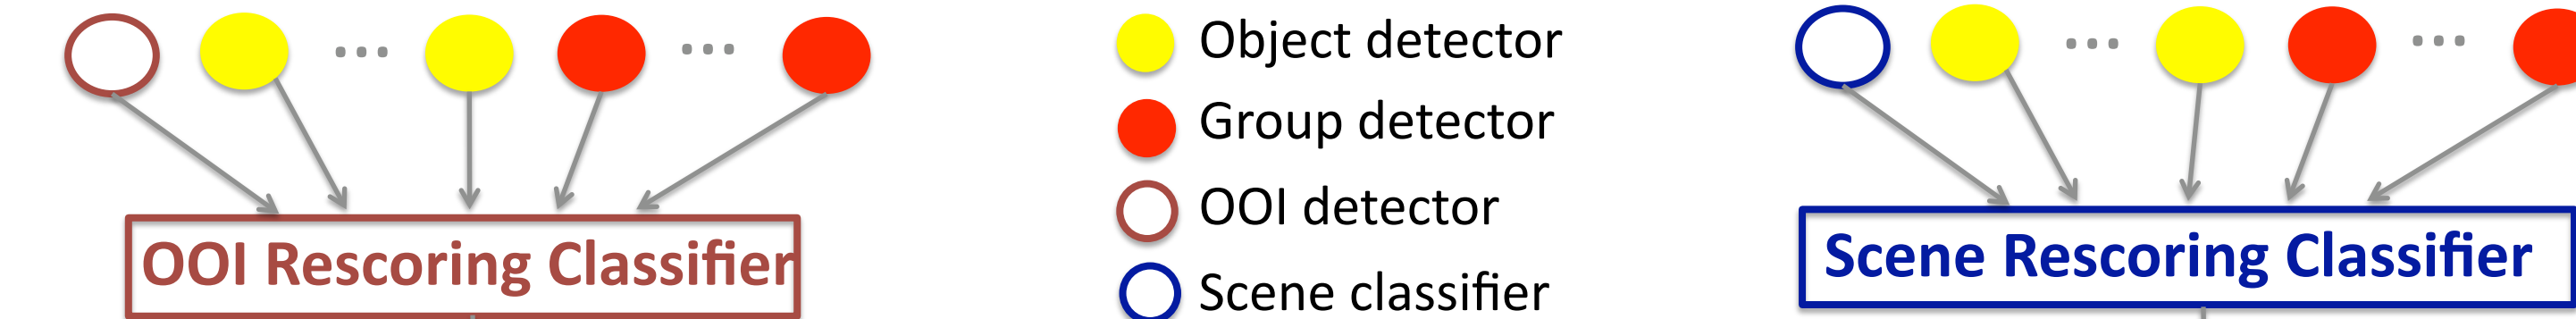 ... ...
OOI Rescoring Classifier
Object detector
Group detector
OOI detector
Scene classifier
... ...
Scene Rescoring Classifier